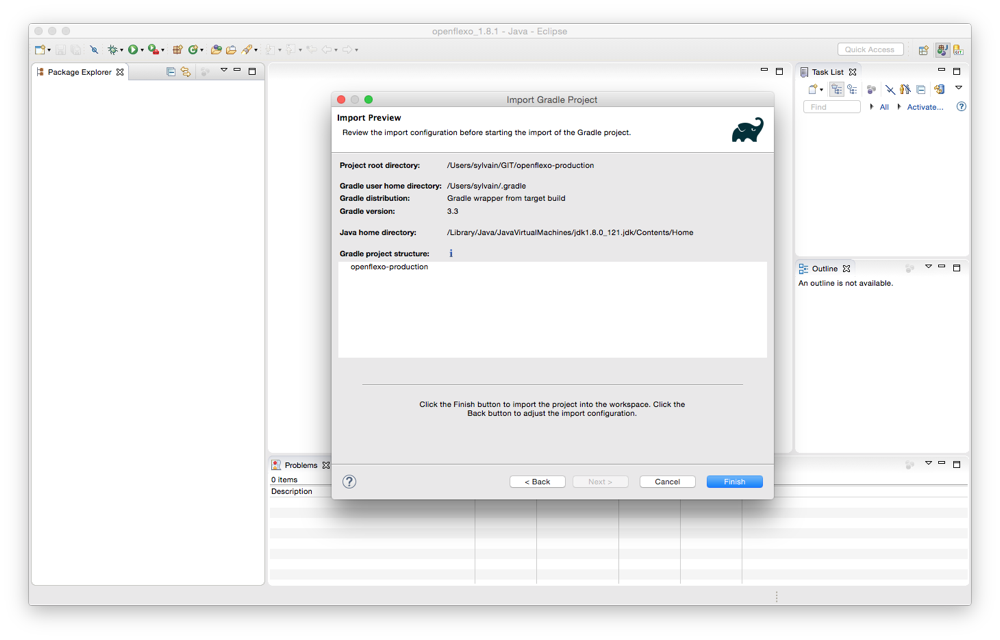 openflexo_1.8.1 - Java - Eclipse
Quick Access
Package Explorer
Task List
Find
All
Activate...
Import Gradle Project
Import Preview
Review the import configuration before starting the import of the Gradle project.
Project root directory: /Users/sylvain/GIT/openflexo-production
Gradle user home directory: /Users/sylvain/.gradle
Gradle distribution: Gradle wrapper from target build
Gradle version: 3.3
Java home directory: /Library/Java/JavaVirtualMachines/jdk1.8.0_121.jdk/Contents/Home
Gradle project structure:
openflexo-production
Click the Finish button to import the project into the workspace. Click the
Back button to adjust the import configuration.
< Back
Next >
Cancel
Finish
Outline
An outline is not available.
Problems
0 items
Description